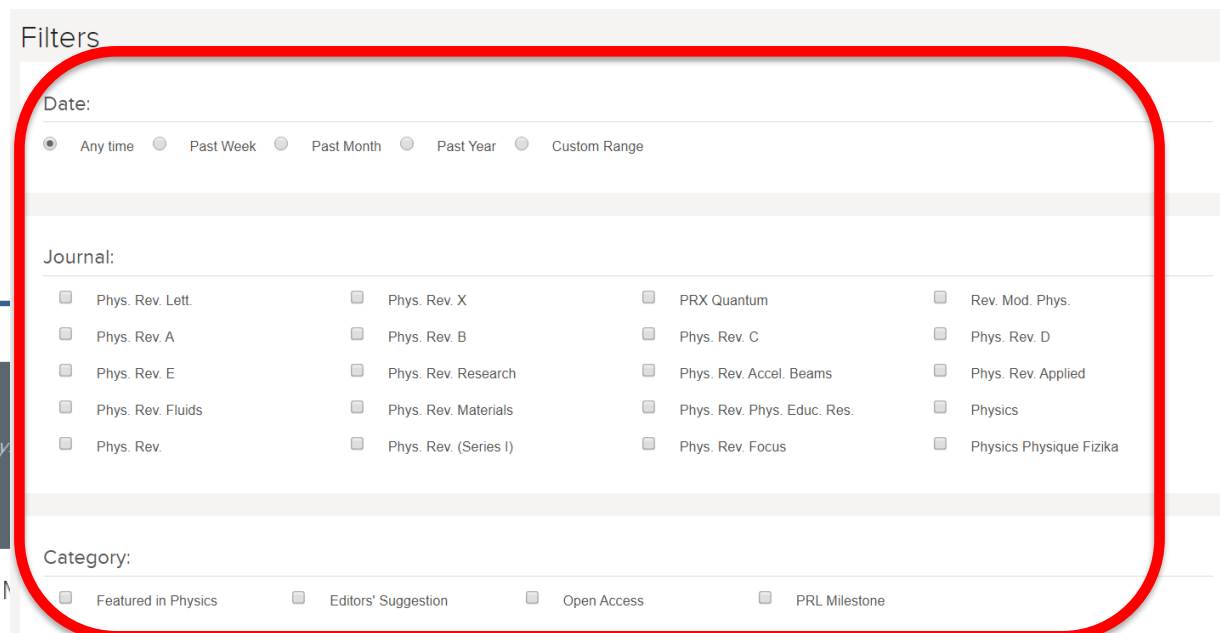 Filters
Date:
Any time Past Week Past Month Past Year Custom Range
Journal:
Phys. Rev. Lett. Phys. Rev. X PRX Quantum Rev. Mod. Phys.
Phys. Rev. A Phys. Rev. B Phys. Rev. C Phys. Rev. D
Phys. Rev. E Phys. Rev. Research Phys. Rev. Accel. Beams Phys. Rev. Applied
Phys. Rev. Fluids Phys. Rev. Materials Phys. Rev. Phys. Educ. Res. Physics
Phys. Rev. Phys. Rev. (Series I) Phys. Rev. Focus Physics Physique Fizika
Category:
Featured in Physics Editors' Suggestion Open Access PRL Milestone